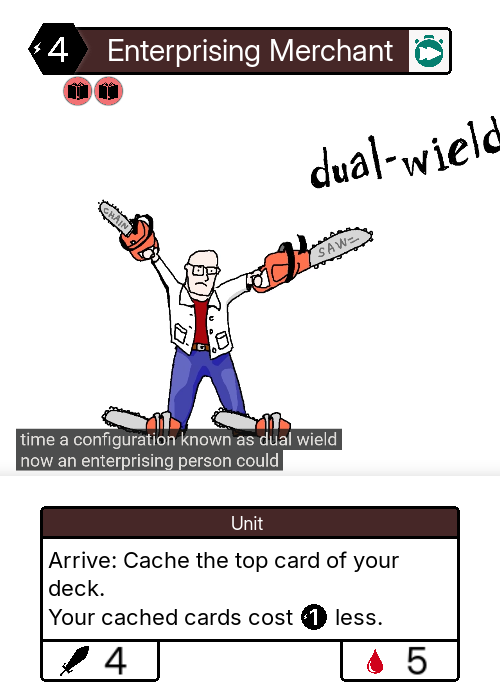 4 Enterprising Merchant
dual-wield
CHAIN
SAW
time a configuration known as dual wield
now an enterprising person could
Unit
Arrive: Cache the top card of your
deck.
Your cached cards cost 1 less.
4 5